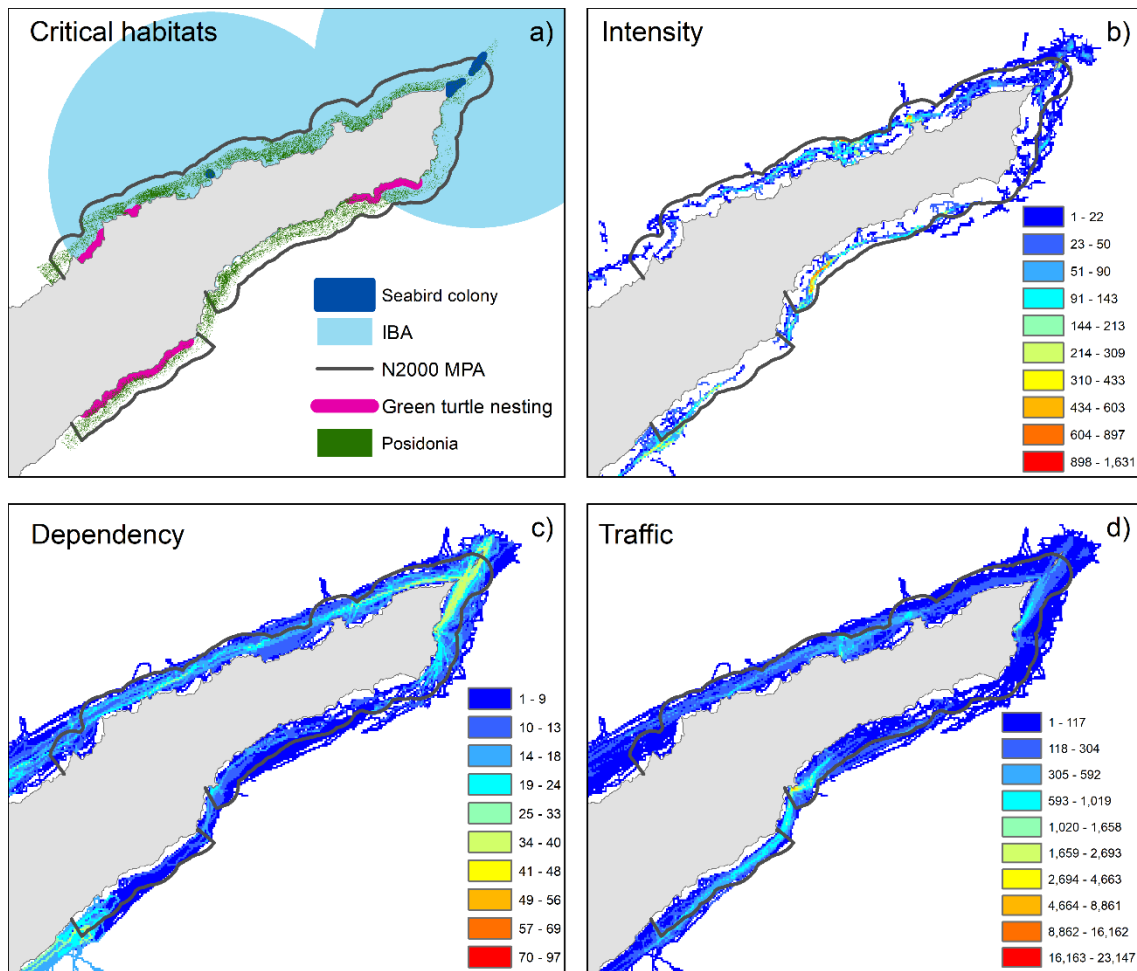 Critical habitats
a)
Seabird colony
IBA
N2000 MPA
Green turtle nesting
Posidonia
Intensity
b)
1 - 22
23 - 50
51 - 90
91 - 143
144 - 213
214 - 309
310 - 433
434 - 603
604 - 897
898 - 1,631
Dependency
c)
1 - 9
10 - 13
14 - 18
19 - 24
25 - 33
34 - 40
41 - 48
49 - 56
57 - 69
70 - 97
Traffic
d)
1 - 117
118 - 304
305 - 592
593 - 1,019
1,020 - 1,658
1,659 - 2,693
2,694 - 4,663
4,664 - 8,861
8,862 - 16,162
16,163 - 23,147